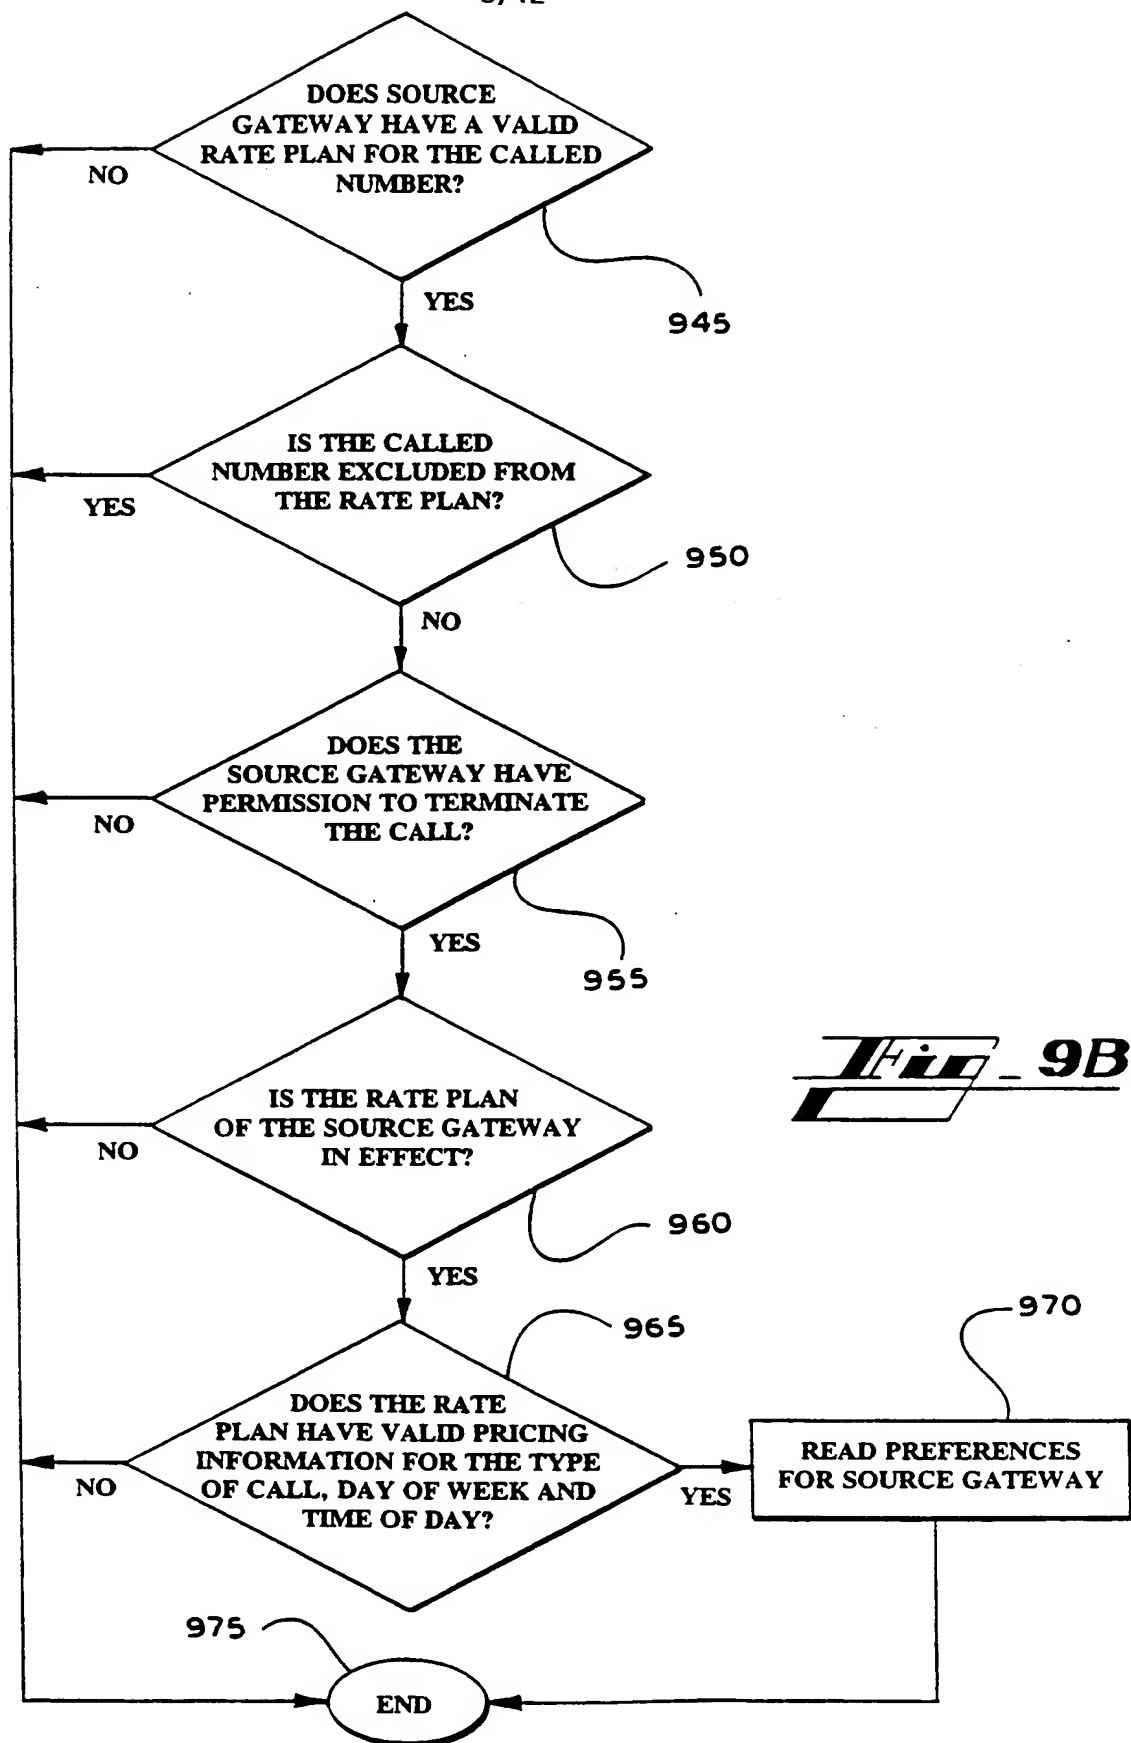 DOES SOURCE
GATEWAY HAVE A VALID
RATE PLAN FOR THE CALLED
NUMBER?
NO
YES
945
IS THE CALLED
NUMBER EXCLUDED FROM
THE RATE PLAN?
YES
950
NO
DOES THE
SOURCE GATEWAY HAVE
PERMISSION TO TERMINATE
THE CALL?
NO
YES
955
Fig_9B
IS THE RATE PLAN
OF THE SOURCE GATEWAY
IN EFFECT?
NO
960
YES
965
970
DOES THE RATE
PLAN HAVE VALID PRICING
INFORMATION FOR THE TYPE
OF CALL, DAY OF WEEK AND
TIME OF DAY?
NO
YES
READ PREFERENCES
FOR SOURCE GATEWAY
975
END